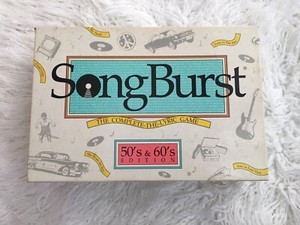 SongBurst
THE COMPLETE-THE-LYRIC GAME
50's & 60's
EDITION